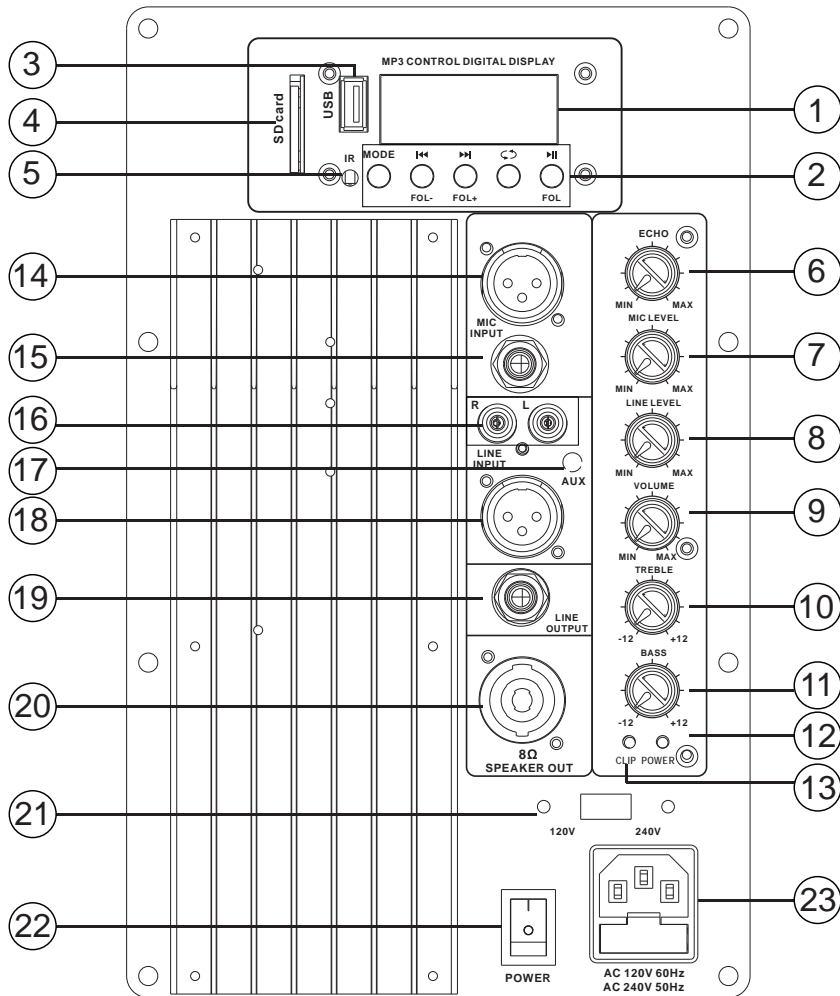 MP3 CONTROL DIGITAL DISPLAY
3
USB
SD card
4
1
5
IR
MODE
FOL-
FOL+
FOL
2
ECHO
14
6
MIN
MAX
MIC
INPUT
MIC LEVEL
15
7
MIN
MAX
LINE LEVEL
R
L
16
8
LINE
INPUT
MIN
MAX
17
AUX
VOLUME
18
9
MIN
MAX
TREBLE
19
10
LINE
OUTPUT
-12
+12
BASS
20
11
-12
+12
12
8Ω
SPEAKER OUT
CLIP
POWER
13
21
120V
240V
22
23
POWER
AC 120V 60Hz
AC 240V 50Hz